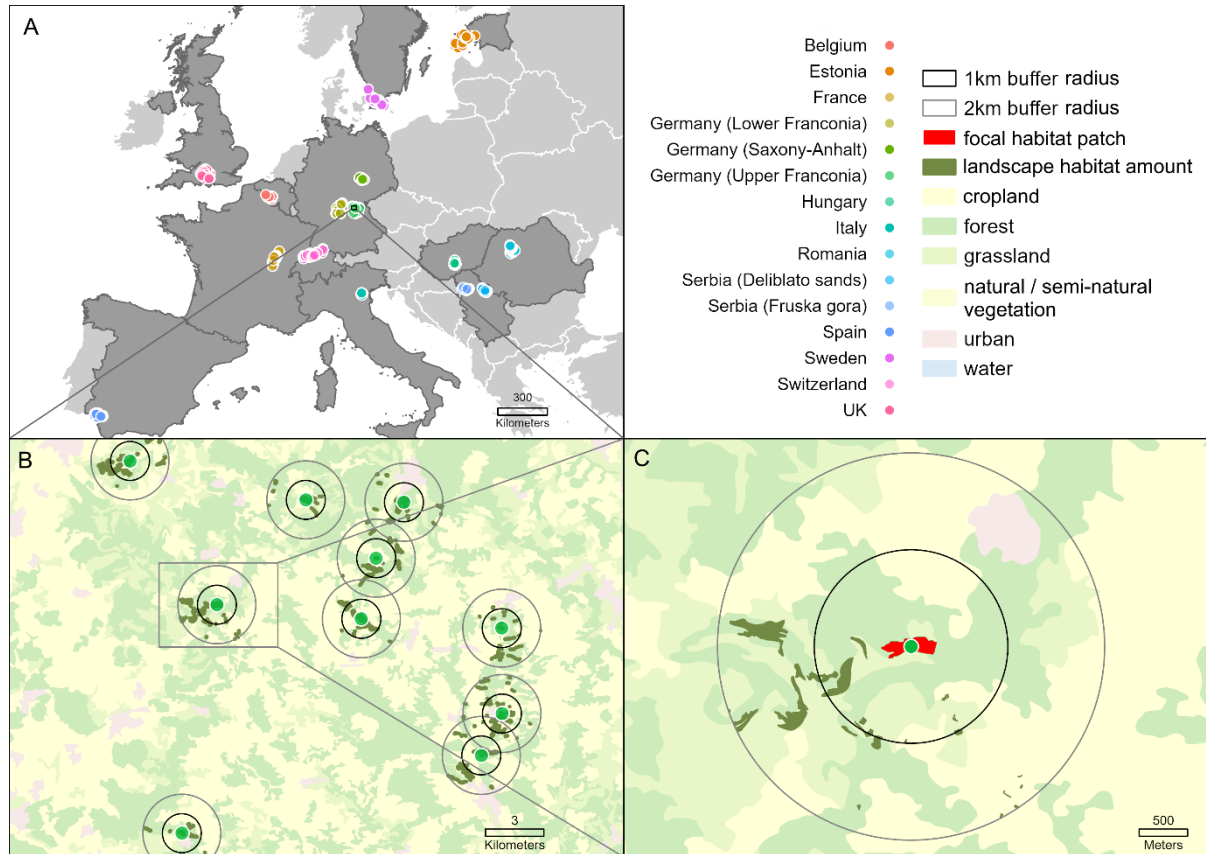 A
300
Kilometers
Belgium
Estonia
France
Germany (Lower Franconia)
Germany (Saxony-Anhalt)
Germany (Upper Franconia)
Hungary
Italy
Romania
Serbia (Deliblato sands)
Serbia (Fruska gora)
Spain
Sweden
Switzerland
UK
1km buffer radius
2km buffer radius
focal habitat patch
landscape habitat amount
cropland
forest
grassland
natural / semi-natural
vegetation
urban
water
B
3
Kilometers
C
500
Meters